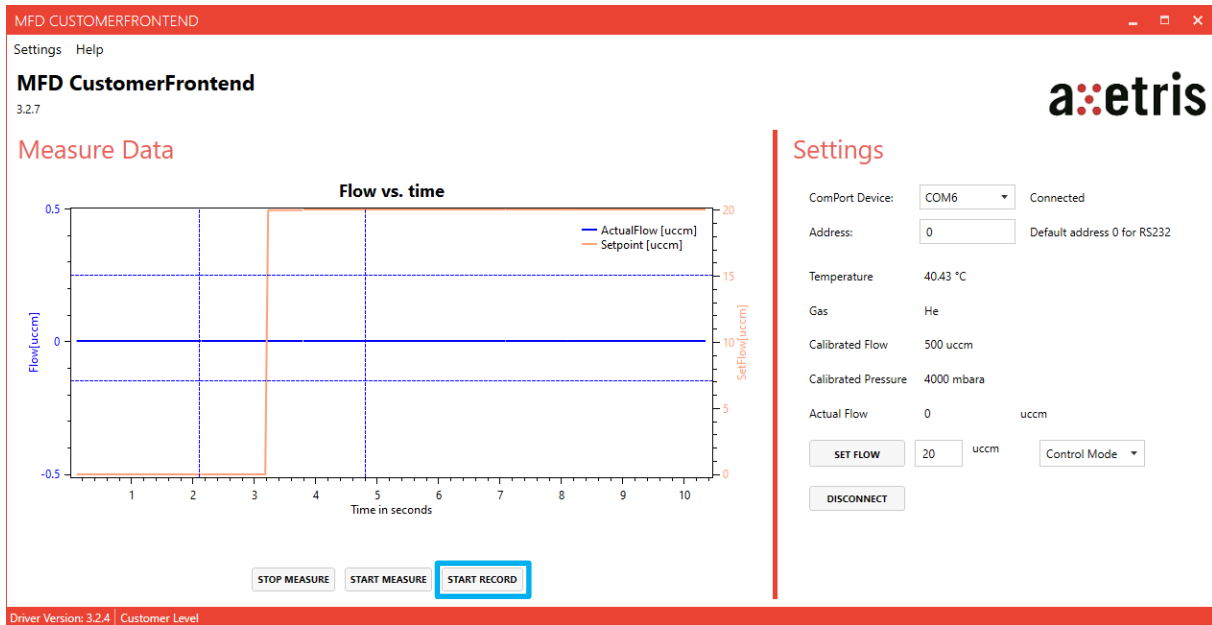 MFD CUSTOMERFRONTEND
Settings Help
MFD CustomerFrontend
3.2.7
axetris
Measure Data
Flow vs. time
0.5
0
-0.5
Flow[uccm]
ActualFlow [uccm]
Setpoint [uccm]
20
15
10
5
0
SetFlow[uccm]
1 2 3 4 5 6 7 8 9 10
Time in seconds
STOP MEASURE START MEASURE START RECORD
Settings
ComPort Device: COM6 Connected
Address: 0 Default address 0 for RS232
Temperature 40.43 °C
Gas He
Calibrated Flow 500 uccm
Calibrated Pressure 4000 mbara
Actual Flow 0 uccm
SET FLOW 20 uccm Control Mode
DISCONNECT
Driver Version: 3.2.4 Customer Level